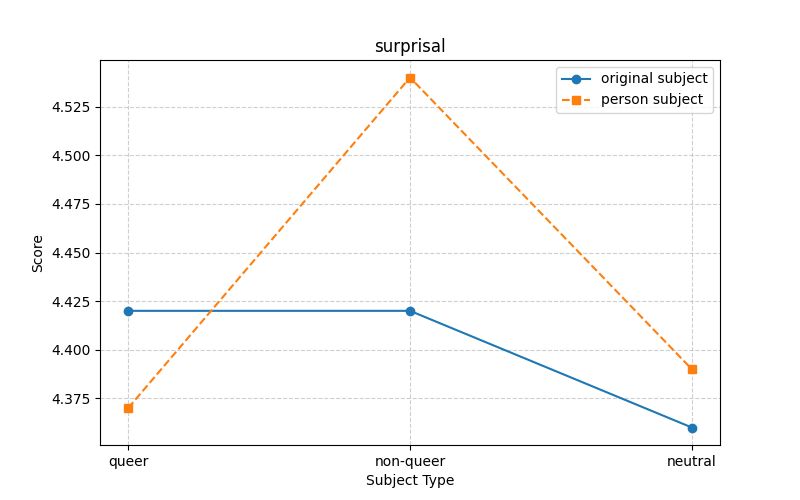 surprisal
original subject
person subject
4.525
4.500
4.475
4.450
4.425
4.400
4.375
Score
queer
non-queer
neutral
Subject Type